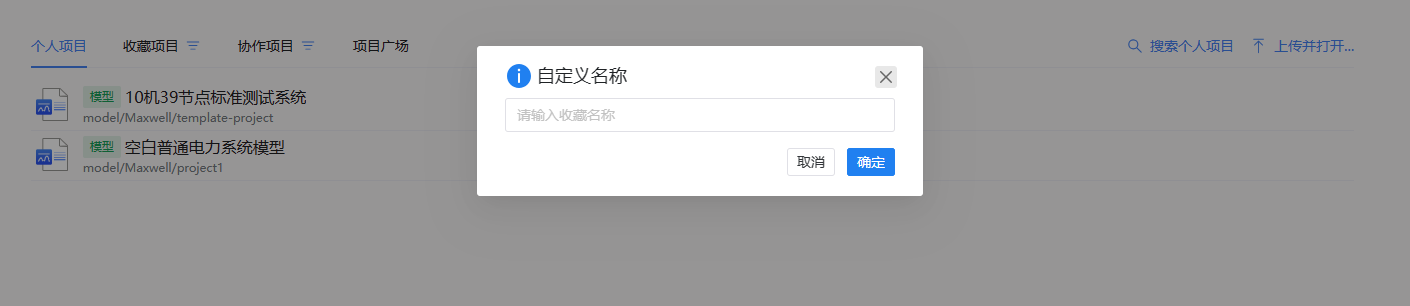 个人项目 收藏项目 协作项目 项目广场 搜索个人项目 上传并打开...
自定义名称
请输入收藏名称
取消 确定
模型 10机39节点标准测试系统
model/Maxwell/template-project
模型 空白普通电力系统模型
model/Maxwell/project1